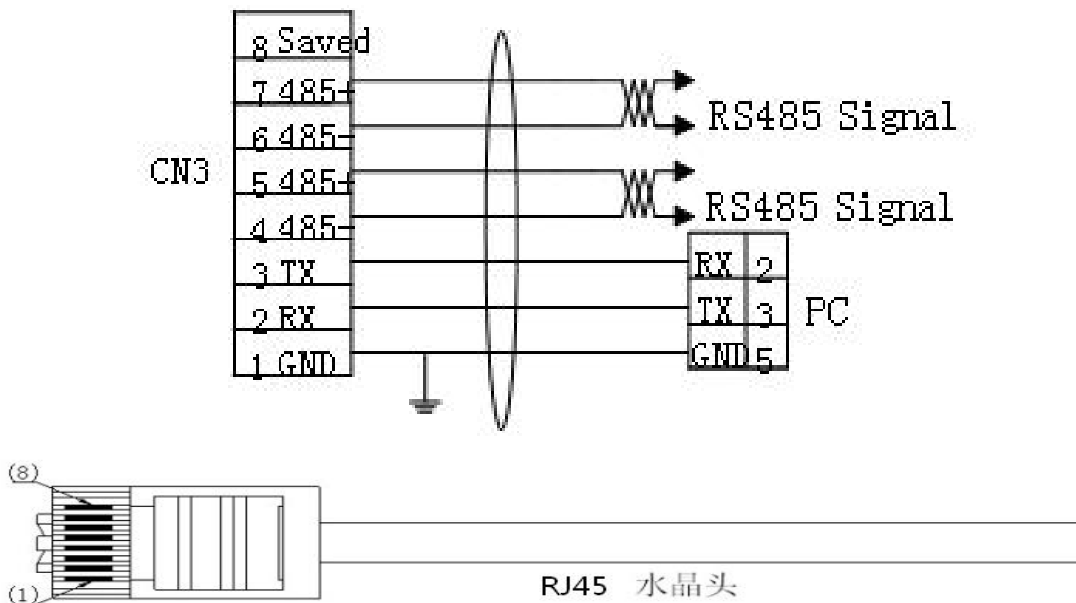 8 Saved
7 485+
6 485-
CN3
5 485+
4 485-
3 TX
2 RX
1 GND
RS485 Signal
RS485 Signal
RX 2
TX 3
GND 5
PC
(8)
(1)
RJ45 水晶头